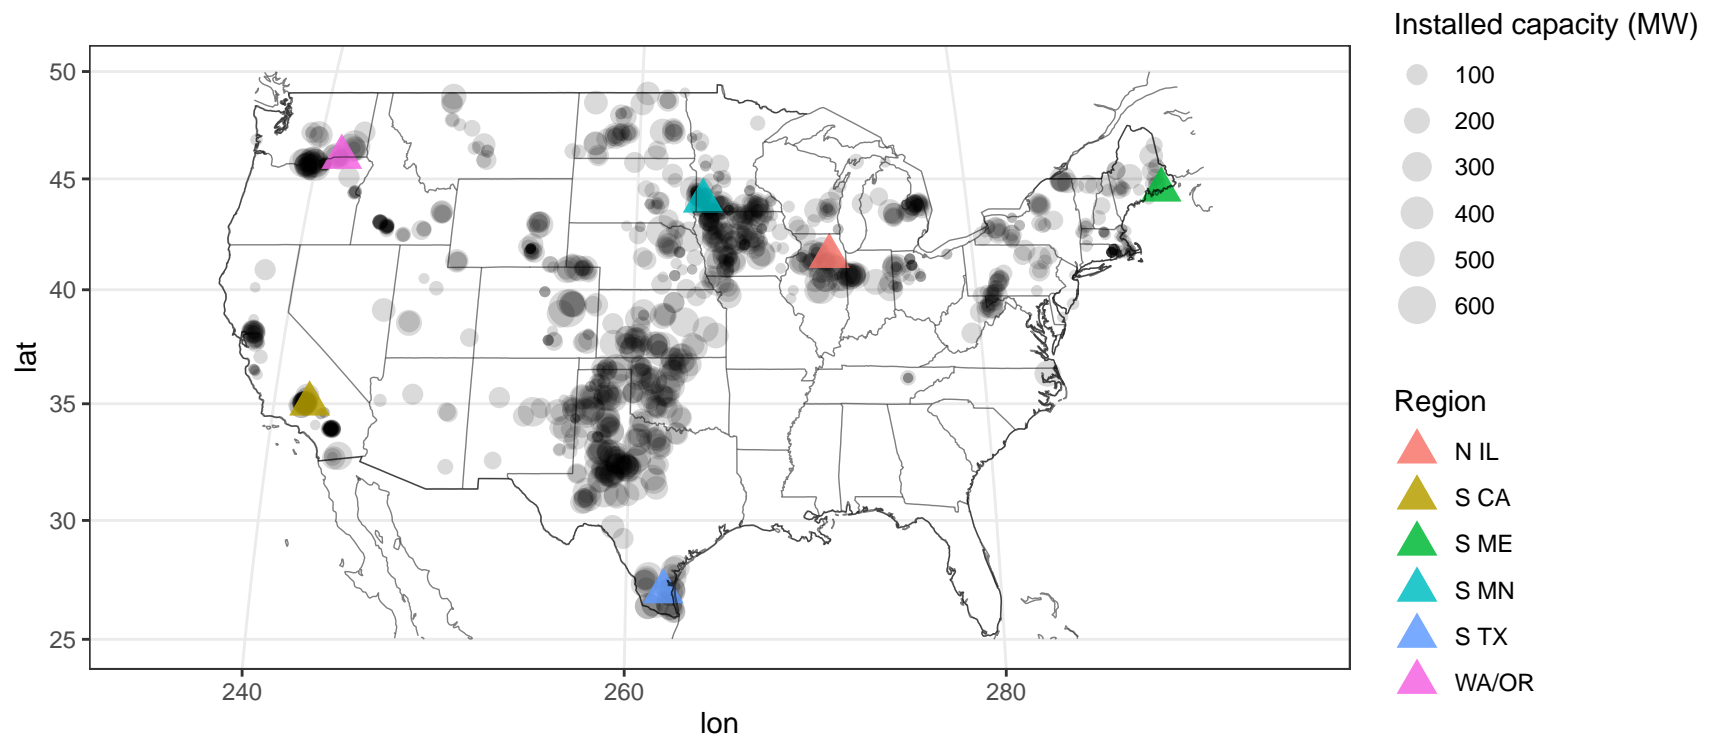 Installed capacity (MW)
100
200
300
400
500
600
Region
N IL
S CA
S ME
S MN
S TX
WA/OR
50
45
40
35
30
25
lat
240
260
280
lon